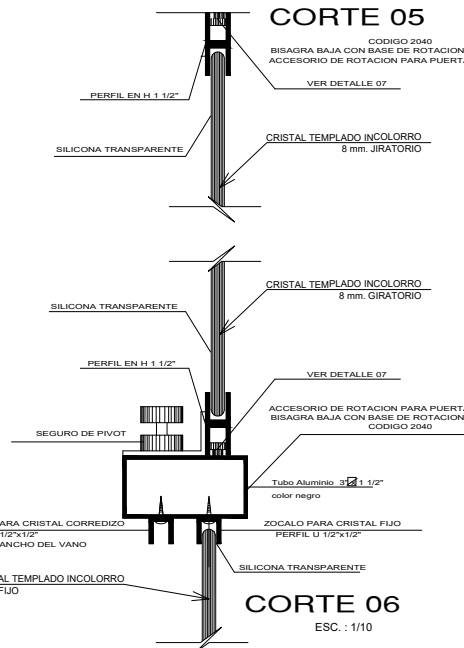 CORTE 05
CODIGO 2040
BISAGRA BAJA CON BASE DE ROTACION
ACCESORIO DE ROTACION PARA PUERTA
VER DETALLE 07
PERFIL EN H 1 1/2"
CRISTAL TEMPLADO INCOLORRO
8 mm. JIRATORIO
SILICONA TRANSPARENTE
CRISTAL TEMPLADO INCOLORRO
8 mm. GIRATORIO
SILICONA TRANSPARENTE
PERFIL EN H 1 1/2"
VER DETALLE 07
ACCESORIO DE ROTACION PARA PUERTA
BISAGRA BAJA CON BASE DE ROTACION
CODIGO 2040
SEGURO DE PIVOT
Tubo Aluminio 3" 1 1/2"
color negro
ARA CRISTAL CORREDIZO
1/2"x1/2"
ANCHO DEL VANO
ZOCALO PARA CRISTAL FIJO
PERFIL U 1/2"x1/2"
SILICONA TRANSPARENTE
AL TEMPLADO INCOLORRO
FIJO
CORTE 06
ESC. : 1/10